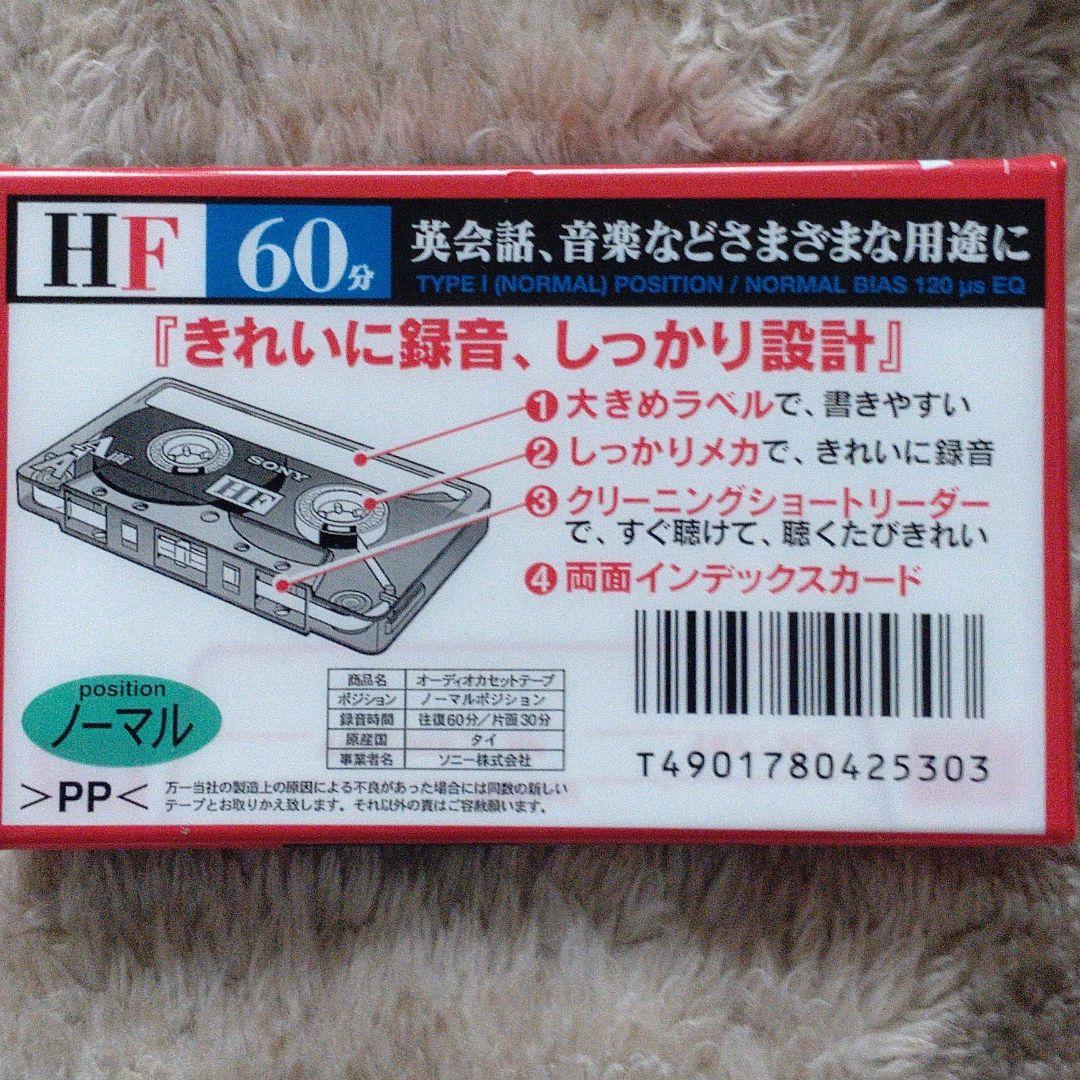 HF 60分 英会話、音楽などさまざまな用途に
TYPE I (NORMAL) POSITION / NORMAL BIAS 120 µs EQ
『きれいに録音、しっかり設計』
❶大きめラベルで、書きやすい
❷しっかりメカで、きれいに録音
❸クリーニングショートリーダー
で、すぐ聴けて、聴くたびきれい
❹両面インデックスカード
A面
A
SONY
HF
position
ノーマル
商品名 オーディオカセットテープ
ポジション ノーマルポジション
録音時間 往復60分/片面30分
原産国 タイ
事業者名 ソニー株式会社
T4901780425303
>PP<
万一当社の製造上の原因による不良があった場合には同数の新しい
テープとお取りかえ致します。それ以外の責はご容赦願います。